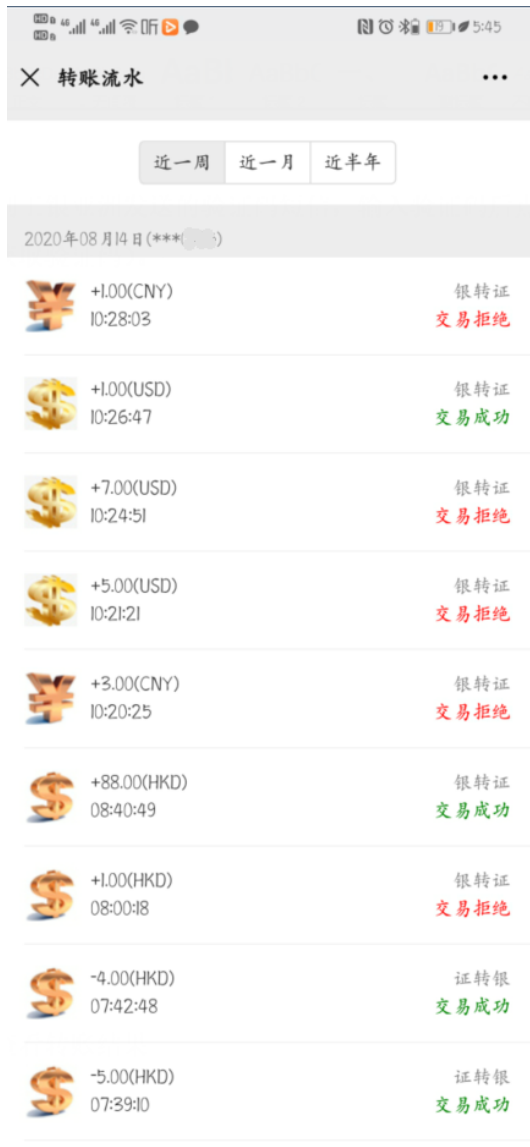 HD B 4G 4G 听 19 5:45
HD B
转账流水
近一周 近一月 近半年
2020年08月14日(***)
+1.00(CNY) 银转证
10:28:03 交易拒绝
+1.00(USD) 银转证
10:26:47 交易成功
+7.00(USD) 银转证
10:24:51 交易拒绝
+5.00(USD) 银转证
10:21:21 交易拒绝
+3.00(CNY) 银转证
10:20:25 交易拒绝
+88.00(HKD) 银转证
08:40:49 交易成功
+1.00(HKD) 银转证
08:00:18 交易拒绝
-4.00(HKD) 证转银
07:42:48 交易成功
-5.00(HKD) 证转银
07:39:10 交易成功